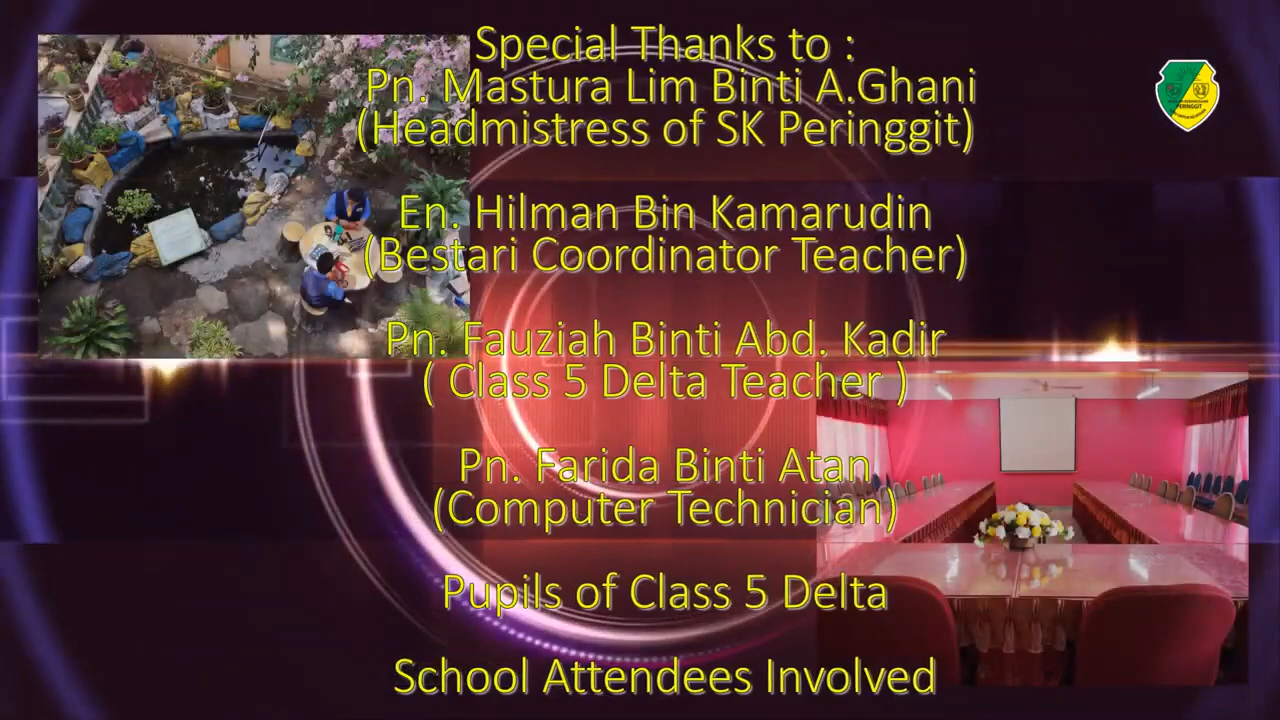 Special Thanks to :
Pn. Mastura Lim Binti A.Ghani
(Headmistress of SK Peringgit)
En. Hilman Bin Kamarudin
(Bestari Coordinator Teacher)
Pn. Fauziah Binti Abd. Kadir
( Class 5 Delta Teacher )
Pn. Farida Binti Atan
(Computer Technician)
Pupils of Class 5 Delta
School Attendees Involved
PERINGGIT